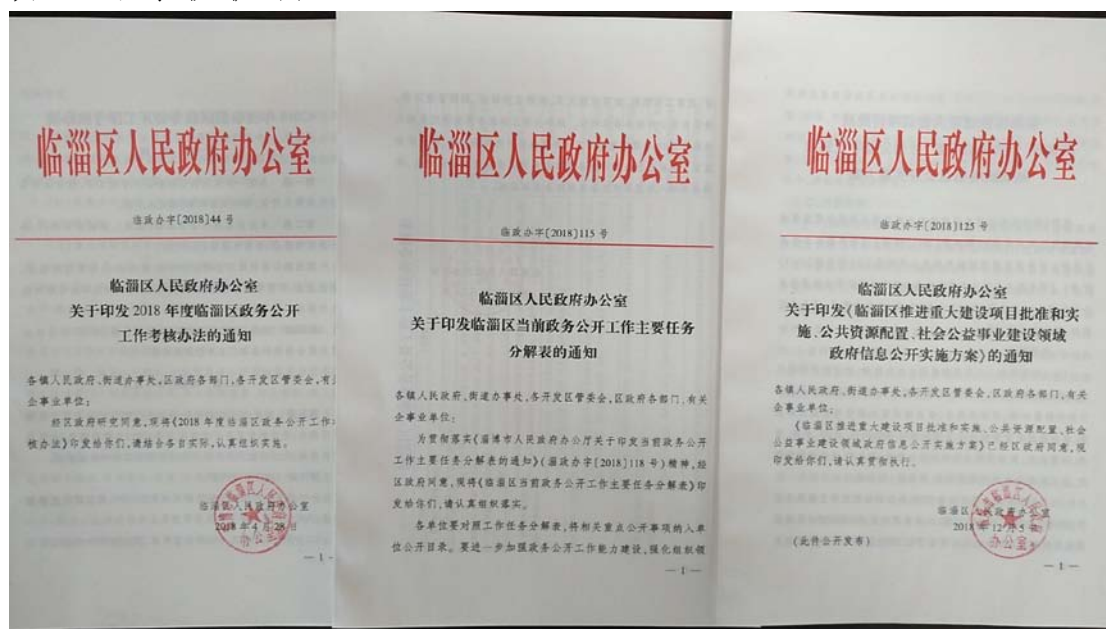 临淄区人民政府办公室
临政办字〔2018〕44 号
临淄区人民政府办公室
关于印发 2018 年度临淄区政务公开
工作考核办法的通知
各镇人民政府、街道办事处,区政府各部门,各开发区管委会,有
企事业单位:
经区政府研究同意,现将《2018 年度临淄区政务公开工作
核办法》印发给你们,请结合各自实际,认真组织实施。
临淄区人民政府办公室
2018 年 4 月 28 日
— 1 —
临淄区人民政府办公室
临政办字〔2018〕115 号
临淄区人民政府办公室
关于印发临淄区当前政务公开工作主要任务
分解表的通知
各镇人民政府、街道办事处,各开发区管委会,区政府各部门,有关
企事业单位:
为贯彻落实《淄博市人民政府办公厅关于印发当前政务公开
工作主要任务分解表的通知》(淄政办字〔2018〕118 号)精神,经
区政府同意,现将《临淄区当前政务公开工作主要任务分解表》印
发给你们,请认真组织落实。
各单位要对照工作任务分解表,将相关重点公开事项纳入单
位公开目录。要进一步加强政务公开工作能力建设,强化组织领
— 1 —
临淄区人民政府办公室
临政办字〔2018〕125 号
临淄区人民政府办公室
关于印发《临淄区推进重大建设项目批准和实
施、公共资源配置、社会公益事业建设领域
政府信息公开实施方案》的通知
各镇人民政府、街道办事处,各开发区管委会,区政府各部门,有关
企事业单位:
《临淄区推进重大建设项目批准和实施、公共资源配置、社会
公益事业建设领域政府信息公开实施方案》已经区政府同意,现
印发给你们,请认真贯彻执行。
临淄区人民政府办公室
2018 年 12 月 5 日
(此件公开发布)
— 1 —